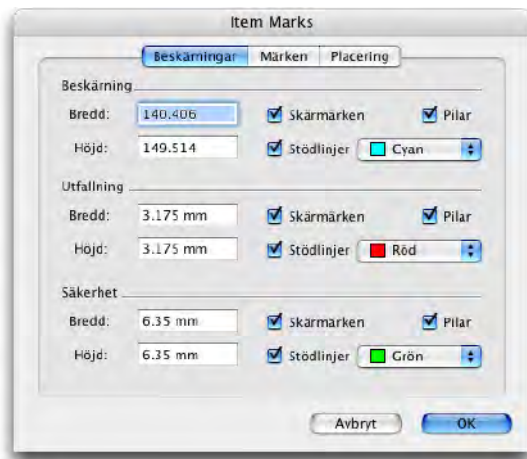 Item Marks
Beskärningar Märken Placering
Beskärning
Bredd: 140.406 Skärmärken Pilar
Höjd: 149.514 Stödlinjer Cyan
Utfallning
Bredd: 3.175 mm Skärmärken Pilar
Höjd: 3.175 mm Stödlinjer Röd
Säkerhet
Bredd: 6.35 mm Skärmärken Pilar
Höjd: 6.35 mm Stödlinjer Grön
Avbryt OK